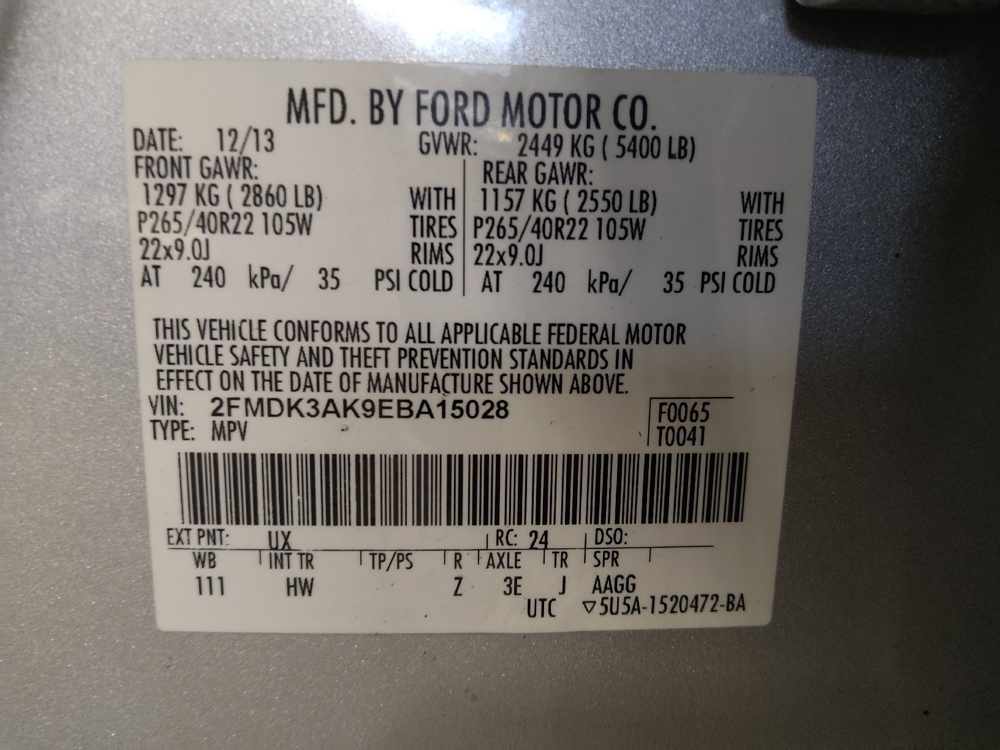 MFD. BY FORD MOTOR CO.
DATE: 12/13 GVWR: 2449 KG ( 5400 LB)
FRONT GAWR: REAR GAWR:
1297 KG ( 2860 LB) WITH 1157 KG ( 2550 LB) WITH
P265/40R22 105W TIRES P265/40R22 105W TIRES
22x9.0J RIMS 22x9.0J RIMS
AT 240 kPa/ 35 PSI COLD AT 240 kPa/ 35 PSI COLD
THIS VEHICLE CONFORMS TO ALL APPLICABLE FEDERAL MOTOR
VEHICLE SAFETY AND THEFT PREVENTION STANDARDS IN
EFFECT ON THE DATE OF MANUFACTURE SHOWN ABOVE.
VIN: 2FMDK3AK9EBA15028 F0065
TYPE: MPV T0041
EXT PNT: UX RC: 24 DSO:
WB INT TR TP/PS R AXLE TR SPR
111 HW Z 3E J AAGG
UTC ▽5U5A-1520472-BA